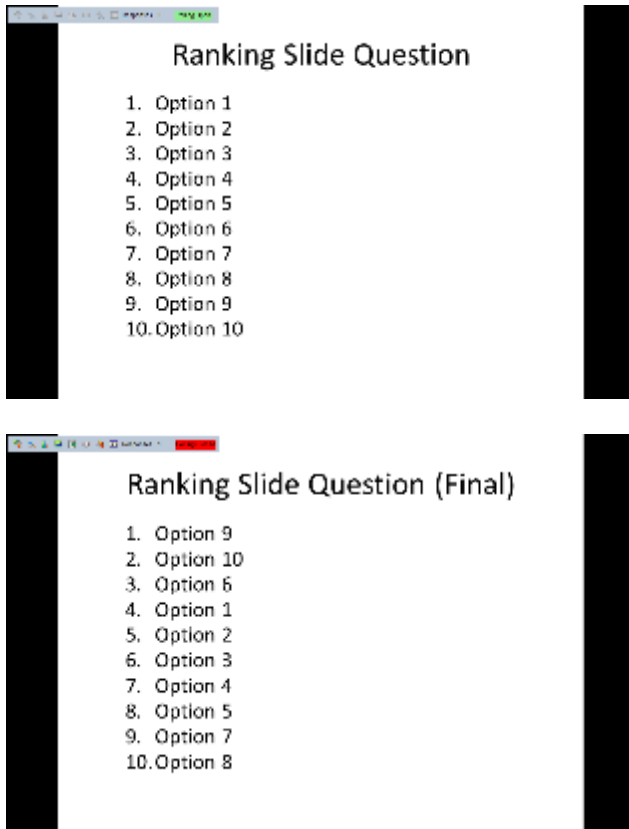 Ranking Slide Question
1. Option 1
2. Option 2
3. Option 3
4. Option 4
5. Option 5
6. Option 6
7. Option 7
8. Option 8
9. Option 9
10. Option 10
Ranking Slide Question (Final)
1. Option 9
2. Option 10
3. Option 6
4. Option 1
5. Option 2
6. Option 3
7. Option 4
8. Option 5
9. Option 7
10. Option 8